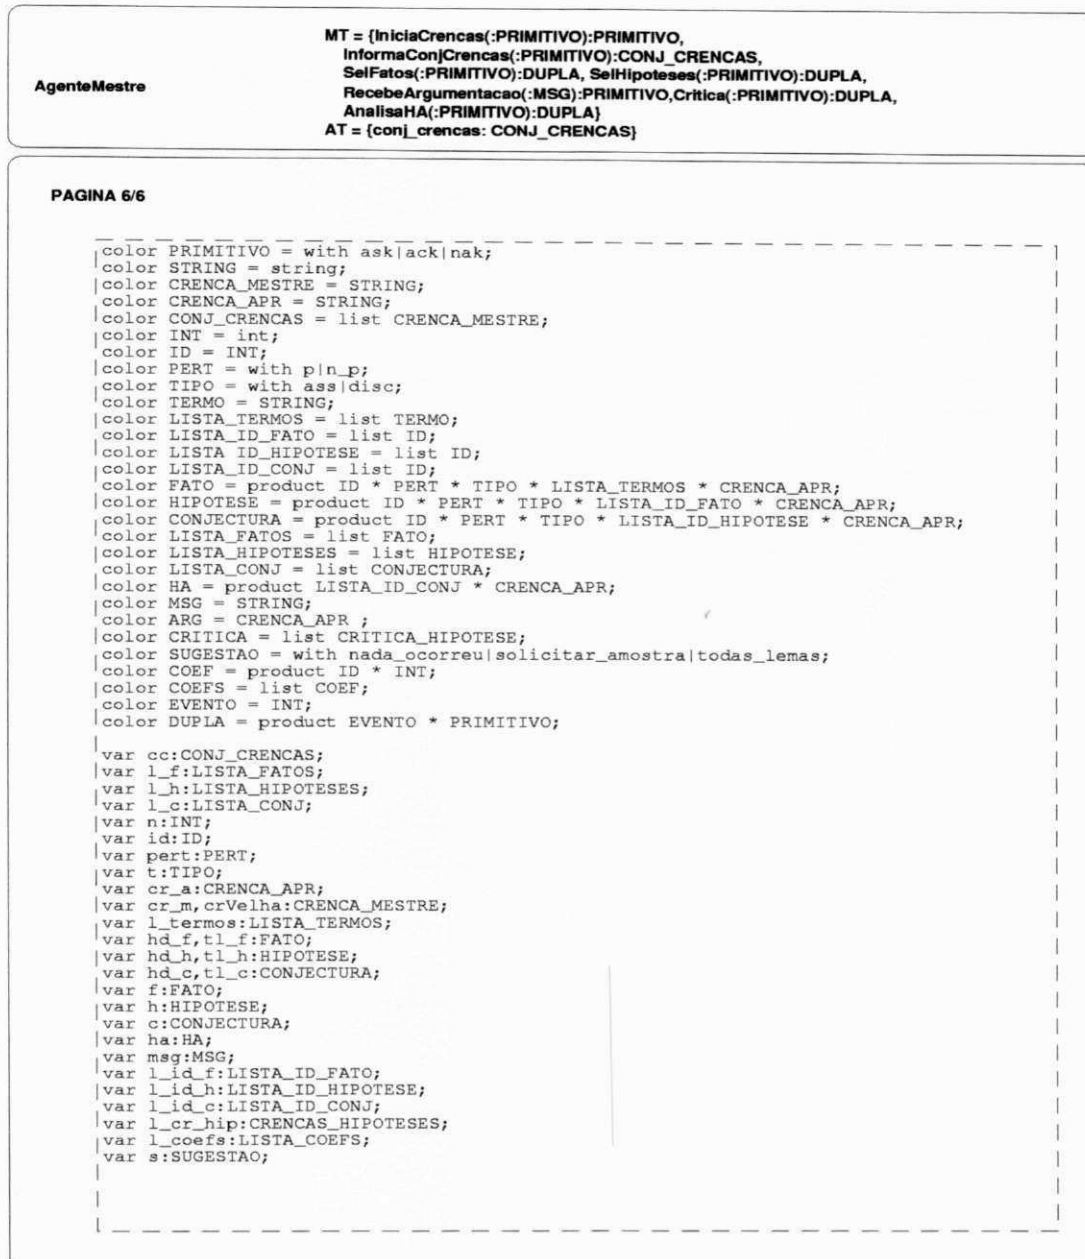 AgenteMestre
MT = {IniciaCrencas(:PRIMITIVO):PRIMITIVO,
InformaConjCrencas(:PRIMITIVO):CONJ_CRENCAS,
SelFatos(:PRIMITIVO):DUPLA, SelHipoteses(:PRIMITIVO):DUPLA,
RecebeArgumentacao(:MSG):PRIMITIVO,Critica(:PRIMITIVO):DUPLA,
AnalisaHA(:PRIMITIVO):DUPLA}
AT = {conj_crencas: CONJ_CRENCAS}
PAGINA 6/6
color PRIMITIVO = with ask|ack|nak;
color STRING = string;
color CRENCA_MESTRE = STRING;
color CRENCA_APR = STRING;
color CONJ_CRENCAS = list CRENCA_MESTRE;
color INT = int;
color ID = INT;
color PERT = with p|n_p;
color TIPO = with ass|disc;
color TERMO = STRING;
color LISTA_TERMOS = list TERMO;
color LISTA_ID_FATO = list ID;
color LISTA ID_HIPOTESE = list ID;
color LISTA_ID_CONJ = list ID;
color FATO = product ID * PERT * TIPO * LISTA_TERMOS * CRENCA_APR;
color HIPOTESE = product ID * PERT * TIPO * LISTA_ID_FATO * CRENCA_APR;
color CONJECTURA = product ID * PERT * TIPO * LISTA_ID_HIPOTESE * CRENCA_APR;
color LISTA_FATOS = list FATO;
color LISTA_HIPOTESES = list HIPOTESE;
color LISTA_CONJ = list CONJECTURA;
color HA = product LISTA_ID_CONJ * CRENCA_APR;
color MSG = STRING;
color ARG = CRENCA_APR ;
color CRITICA = list CRITICA_HIPOTESE;
color SUGESTAO = with nada_ocorreu|solicitar_amostra|todas_lemas;
color COEF = product ID * INT;
color COEFS = list COEF;
color EVENTO = INT;
color DUPLA = product EVENTO * PRIMITIVO;
var cc:CONJ_CRENCAS;
var l_f:LISTA_FATOS;
var l_h:LISTA_HIPOTESES;
var l_c:LISTA_CONJ;
var n:INT;
var id:ID;
var pert:PERT;
var t:TIPO;
var cr_a:CRENCA_APR;
var cr_m,crVelha:CRENCA_MESTRE;
var l_termos:LISTA_TERMOS;
var hd_f,tl_f:FATO;
var hd_h,tl_h:HIPOTESE;
var hd_c,tl_c:CONJECTURA;
var f:FATO;
var h:HIPOTESE;
var c:CONJECTURA;
var ha:HA;
var msg:MSG;
var l_id_f:LISTA_ID_FATO;
var l_id_h:LISTA_ID_HIPOTESE;
var l_id_c:LISTA_ID_CONJ;
var l_cr_hip:CRENCAS_HIPOTESES;
var l_coefs:LISTA_COEFS;
var s:SUGESTAO;